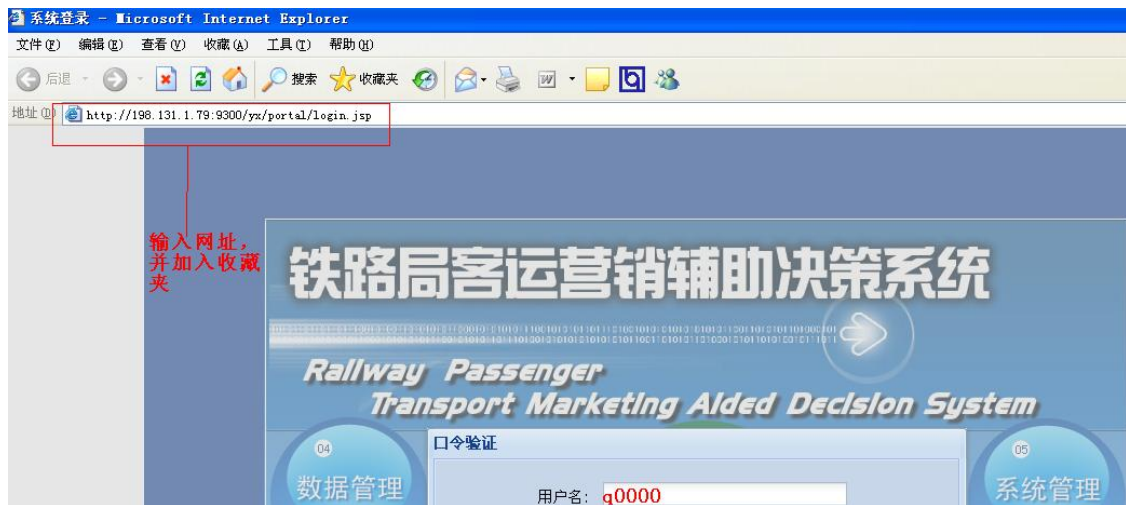 系统登录 - Microsoft Internet Explorer
文件(F) 编辑(E) 查看(V) 收藏(A) 工具(T) 帮助(H)
后退 搜索 收藏夹
地址(D) http://198.131.1.79:9300/yx/portal/login.jsp
输入网址，
并加入收藏
夹
铁路局客运营销辅助决策系统
Railway Passenger
Transport Marketing Aided Decision System
04
数据管理
口令验证
用户名: q0000
05
系统管理